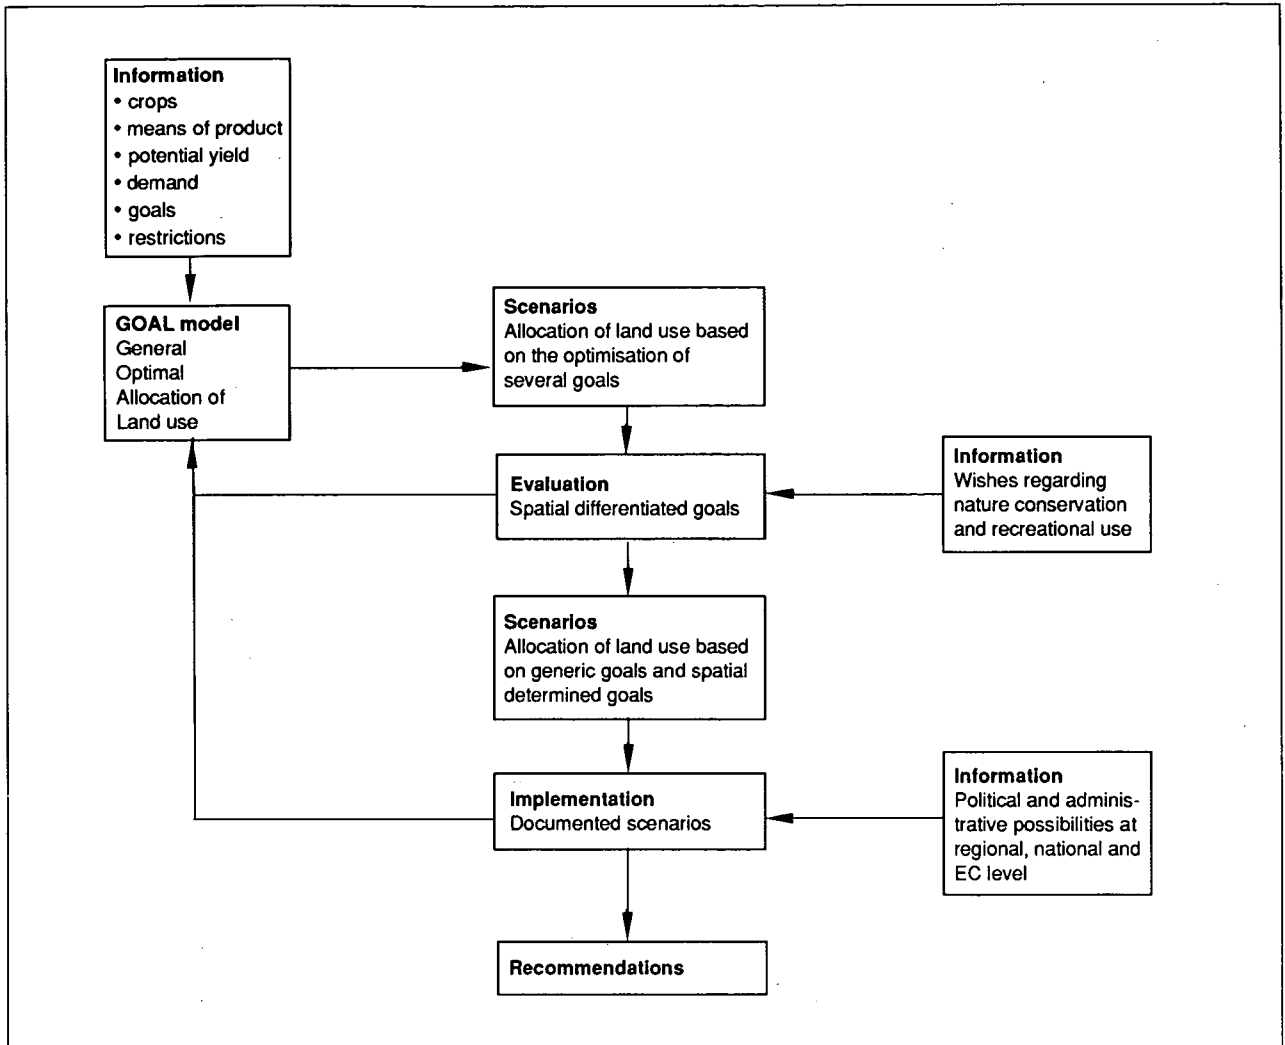 Information
• crops
• means of product
• potential yield
• demand
• goals
• restrictions
GOAL model
General
Optimal
Allocation of
Land use
Scenarios
Allocation of land use based
on the optimisation of
several goals
Evaluation
Spatial differentiated goals
Information
Wishes regarding
nature conservation
and recreational use
Scenarios
Allocation of land use based
on generic goals and spatial
determined goals
Implementation
Documented scenarios
Information
Political and adminis-
trative possibilities at
regional, national and
EC level
Recommendations